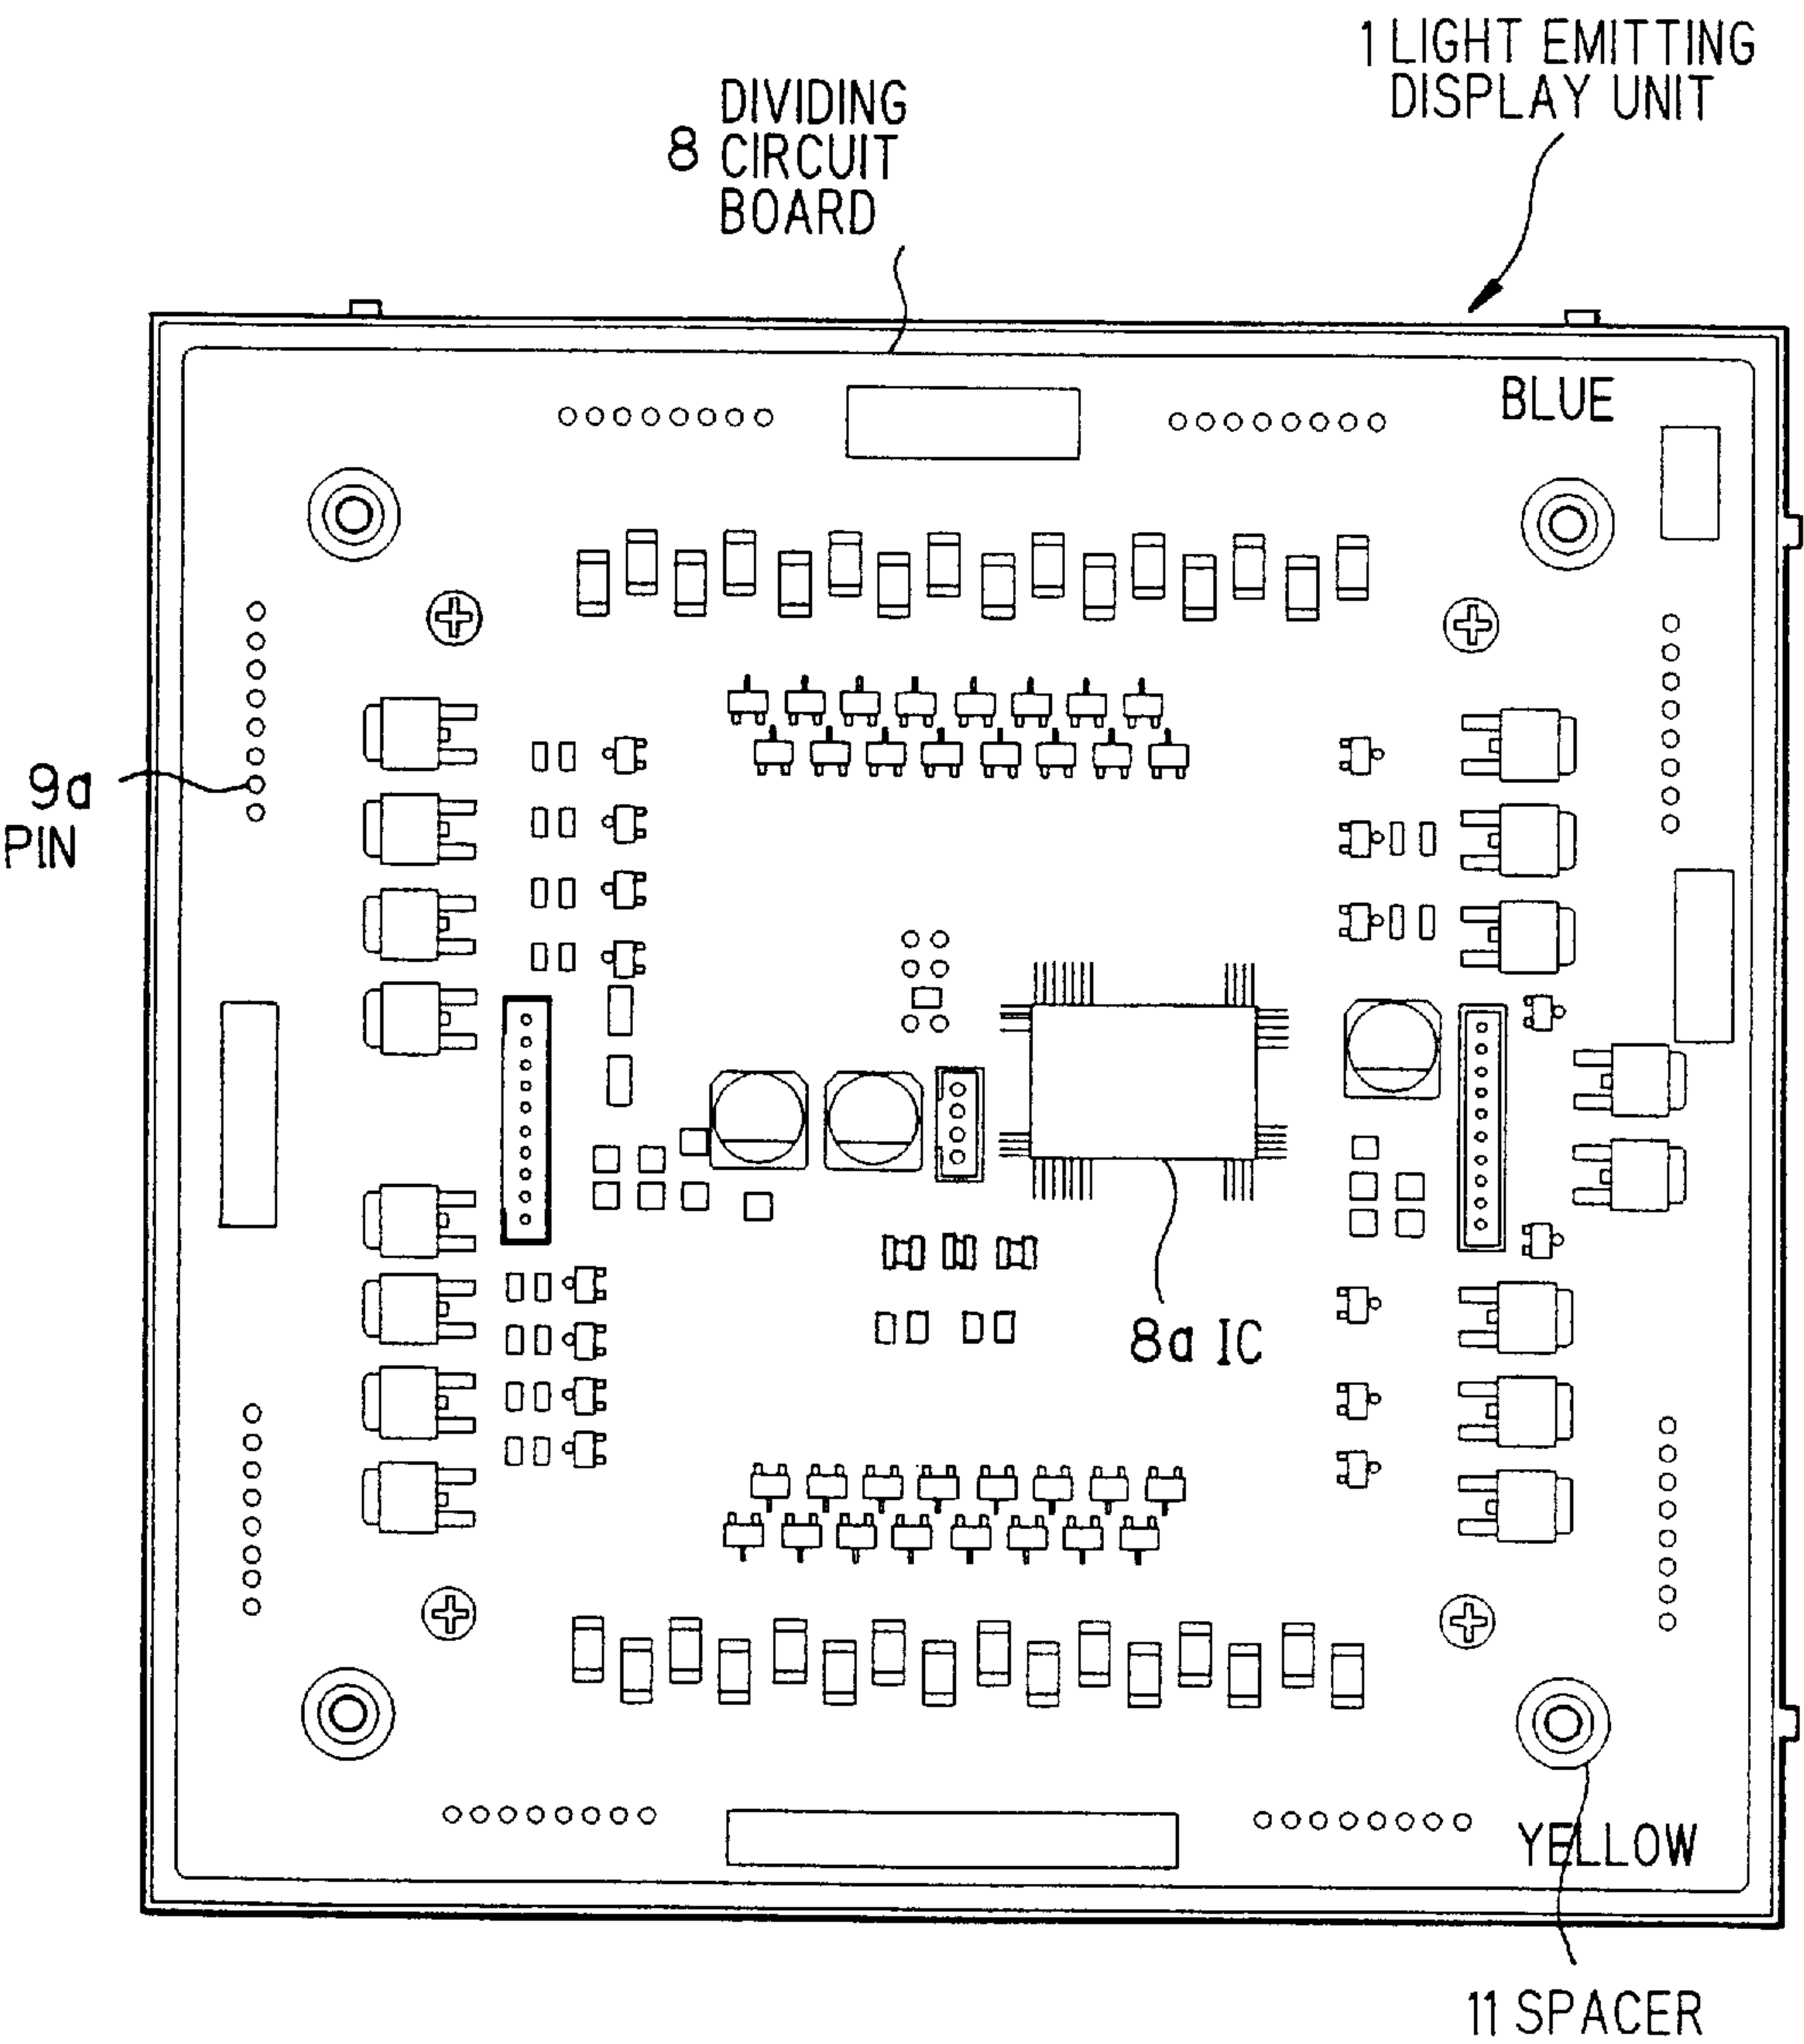 1 LIGHT EMITTING
DISPLAY UNIT
DIVIDING
8 CIRCUIT
BOARD
BLUE
9a
PIN
8a IC
YELLOW
11 SPACER